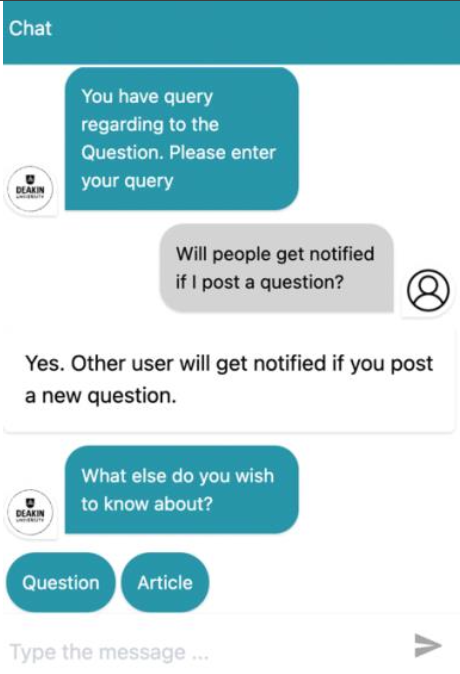 Chat
You have query
regarding to the
Question. Please enter
your query
DEAKIN
UNIVERSITY
Will people get notified
if I post a question?
Yes. Other user will get notified if you post
a new question.
What else do you wish
to know about?
DEAKIN
UNIVERSITY
Question Article
Type the message ...